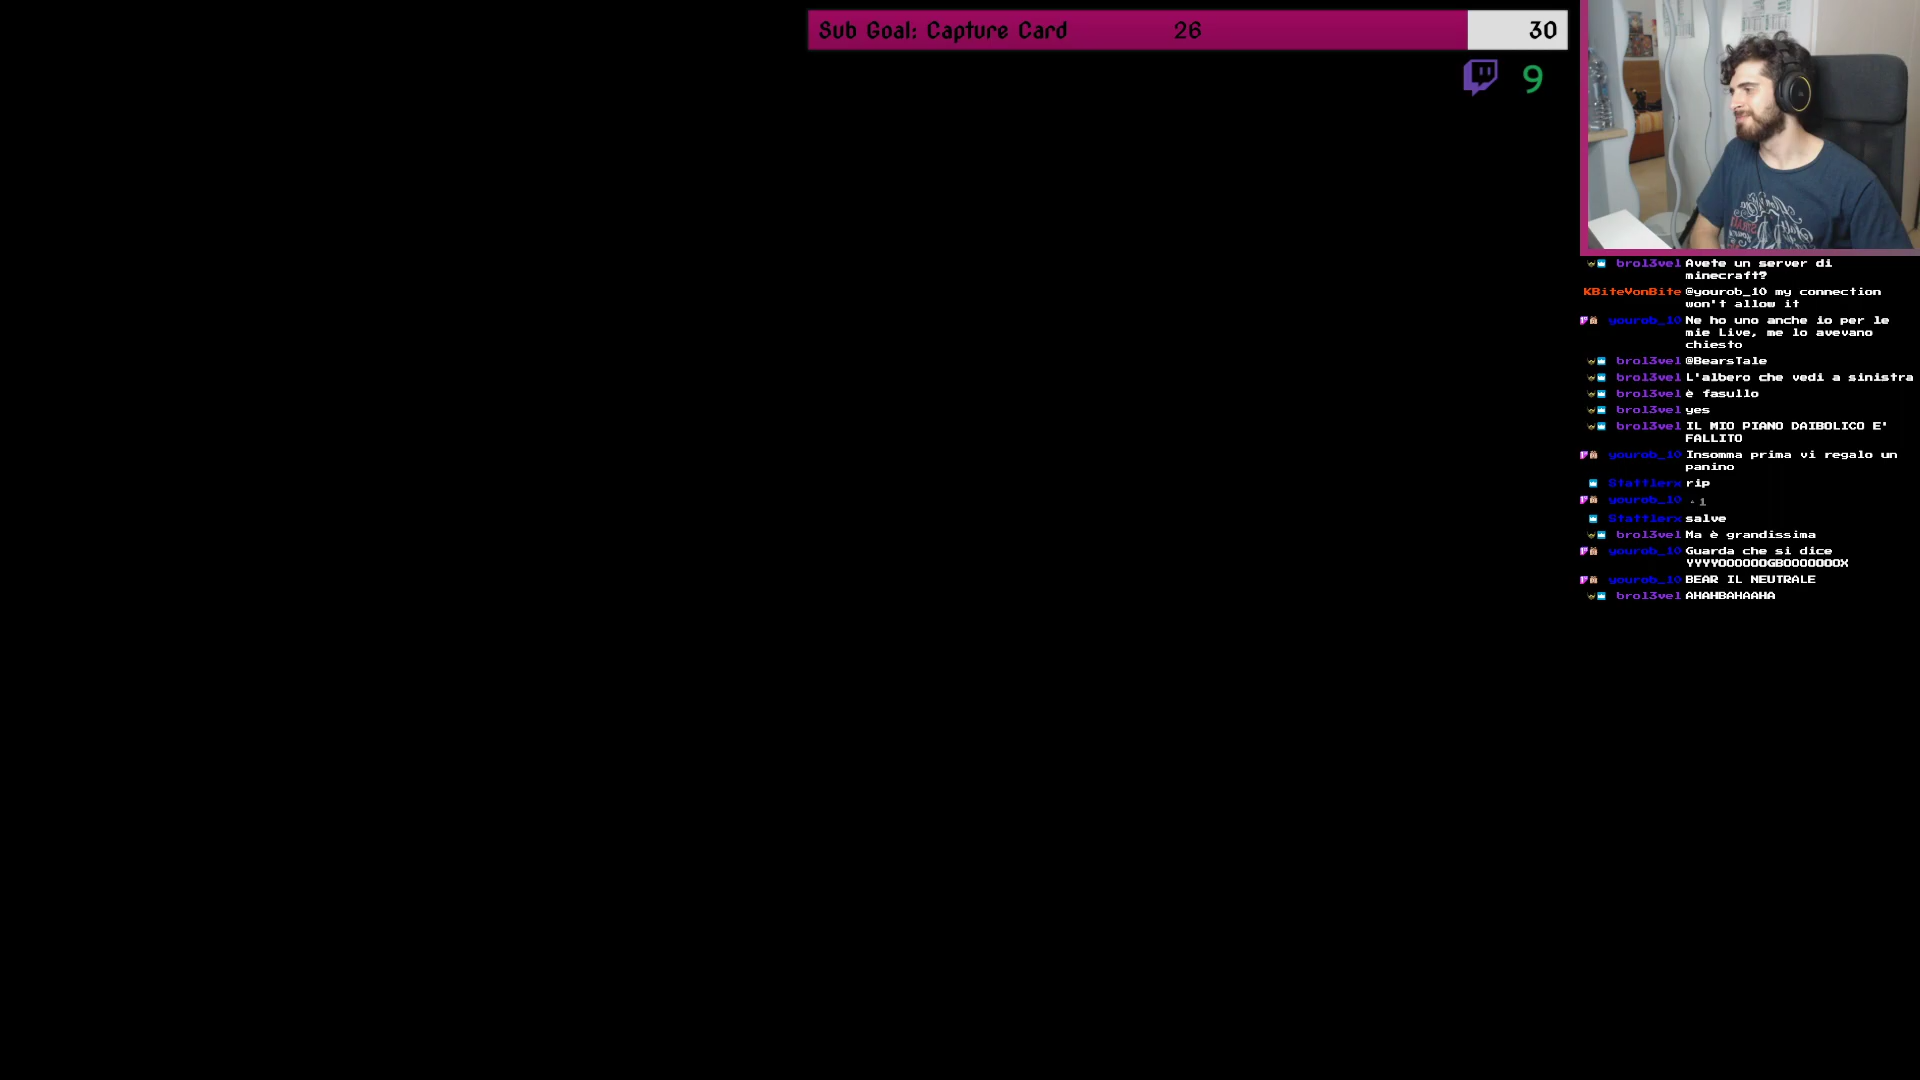 Sub Goal: Capture Card 26 30
9
brol3vel Avete un server di
minecraft?
KBiteVonBite @yourob_10 my connection
won't allow it
yourob_10 Ne ho uno anche io per le
mie Live, me lo avevano
chiesto
brol3vel @BearsTale
brol3vel L'albero che vedi a sinistra
brol3vel è fasullo
brol3vel yes
brol3vel IL MIO PIANO DAIBOLICO E'
FALLITO
yourob_10 Insomma prima vi regalo un
panino
Stattlerx rip
yourob_10 1
Stattlerx salve
brol3vel Ma è grandissima
yourob_10 Guarda che si dice
YYYYOOOOOOGBOOOOOOOX
yourob_10 BEAR IL NEUTRALE
brol3vel AHAHBAHAAHA